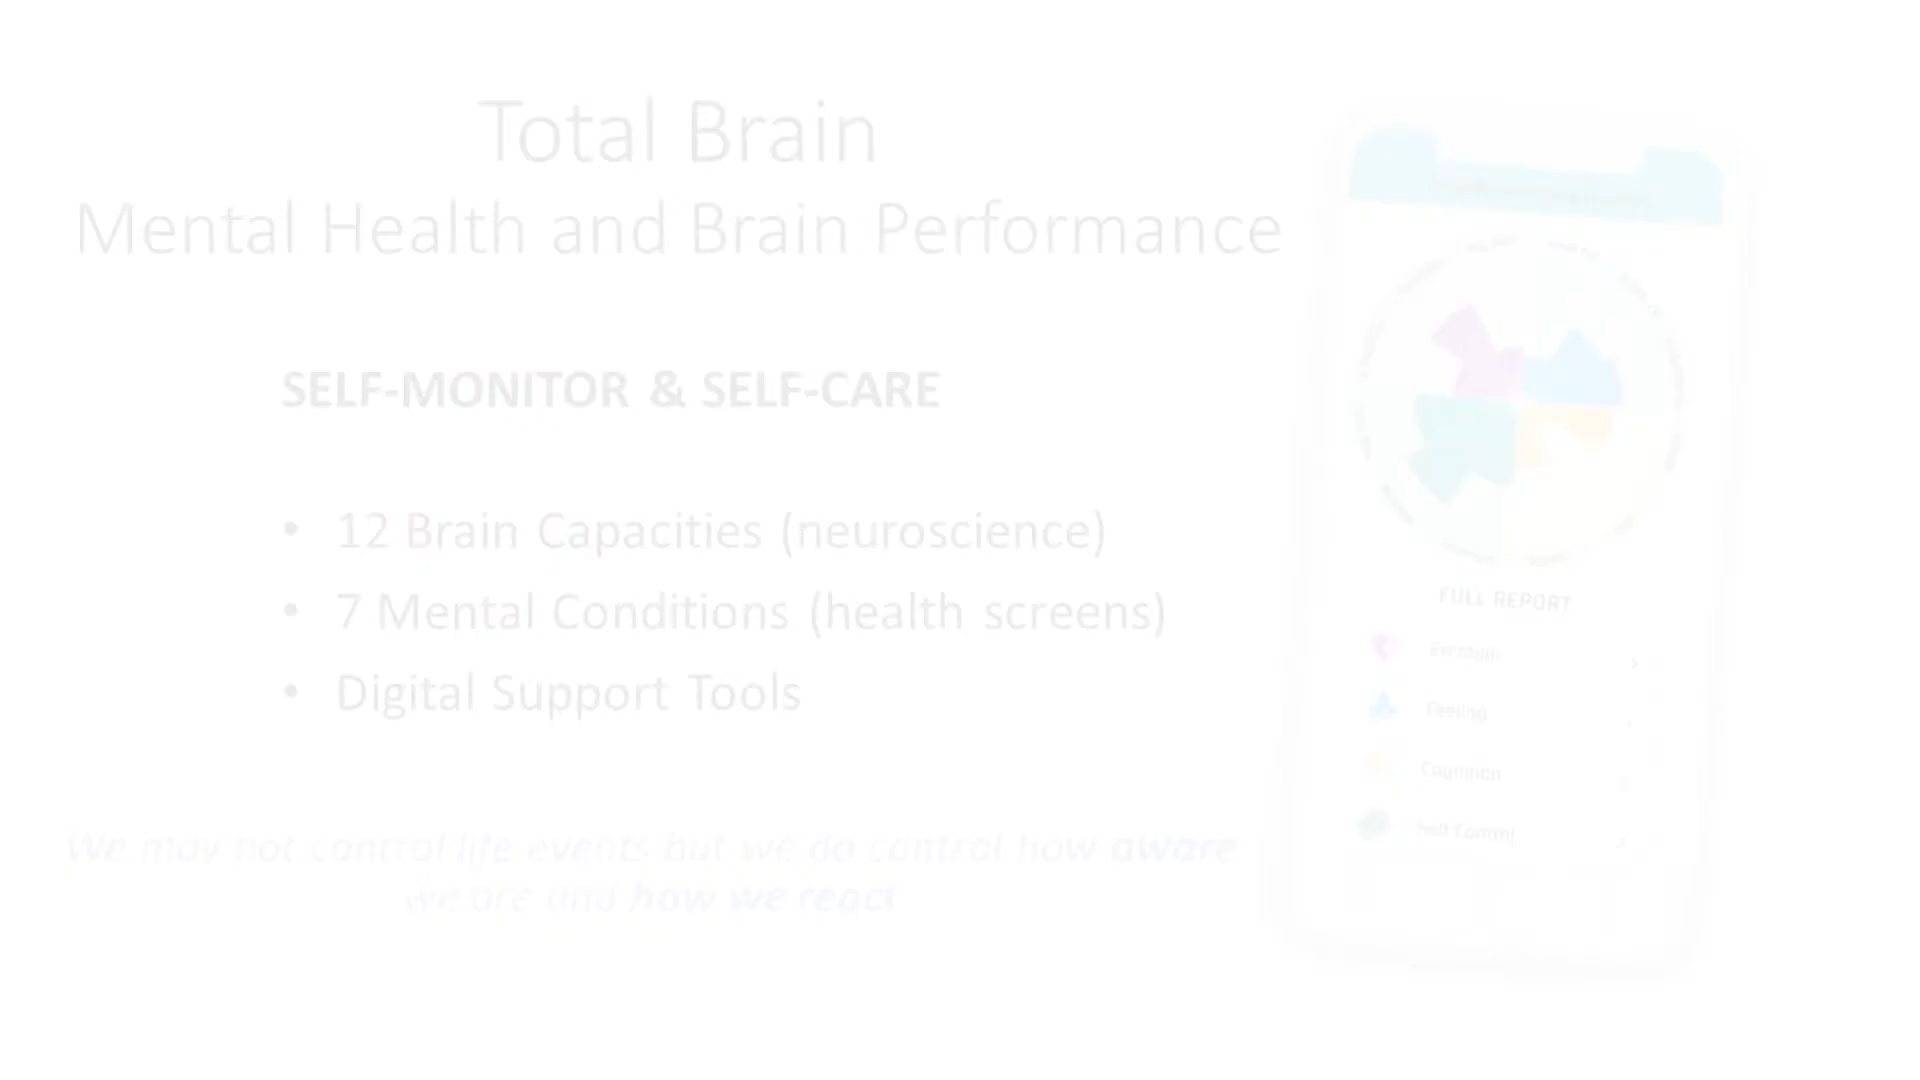 Total Brain
Mental Health and Brain Performance
SELF-MONITOR & SELF-CARE
• 12 Brain Capacities (neuroscience)
• 7 Mental Conditions (health screens)
• Digital Support Tools
We may not control life events but we do control how aware
we are and how we react
FULL REPORT
Feeling
Cognition
Self Control